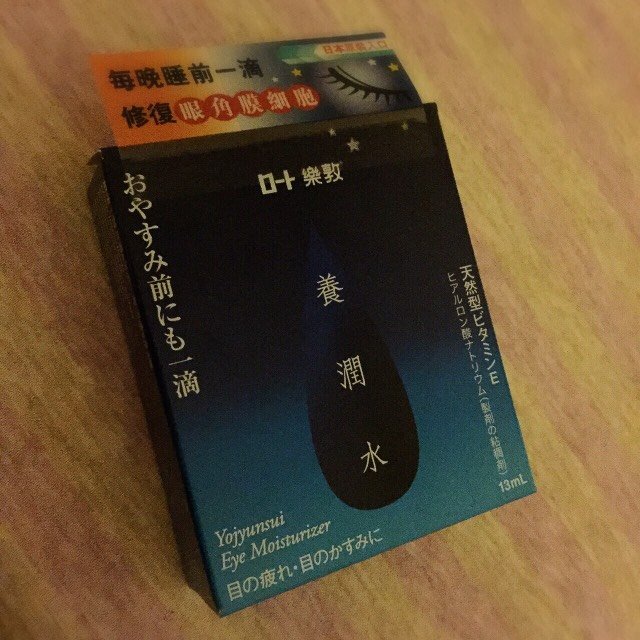 日本原裝入口
每晚睡前一滴
修復眼角膜細胞
ロート 樂敦
おやすみ前にも一滴
養潤水
天然型ビタミンE
ヒアルロン酸ナトリウム(製剤の粘稠剤)
13mL
Yojyunsui
Eye Moisturizer
目の疲れ・目のかすみに